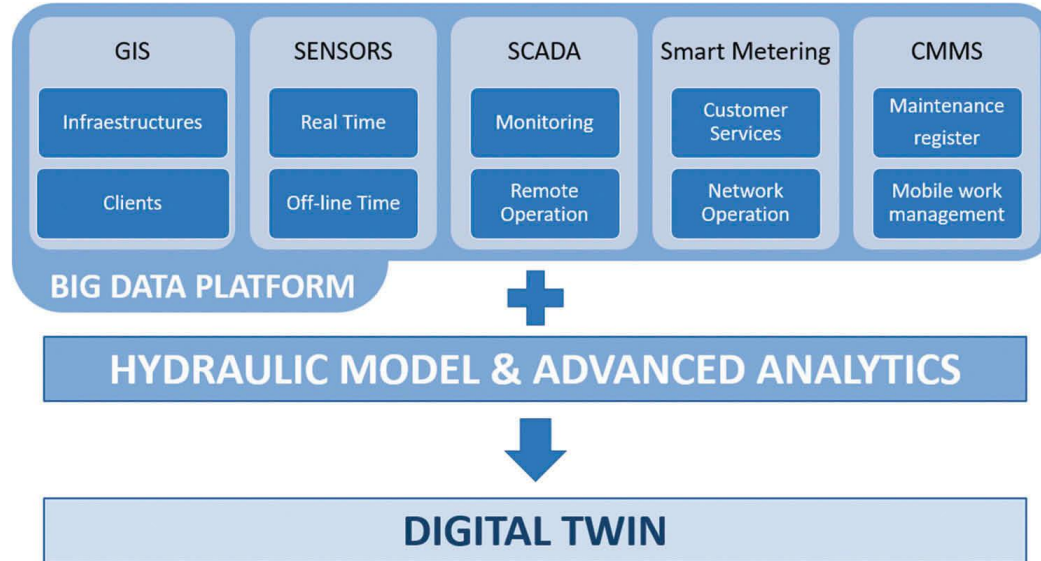 GIS
Infraestructures
Clients
SENSORS
Real Time
Off-line Time
SCADA
Monitoring
Remote
Operation
Smart Metering
Customer
Services
Network
Operation
CMMS
Maintenance
register
Mobile work
management
BIG DATA PLATFORM
HYDRAULIC MODEL & ADVANCED ANALYTICS
DIGITAL TWIN